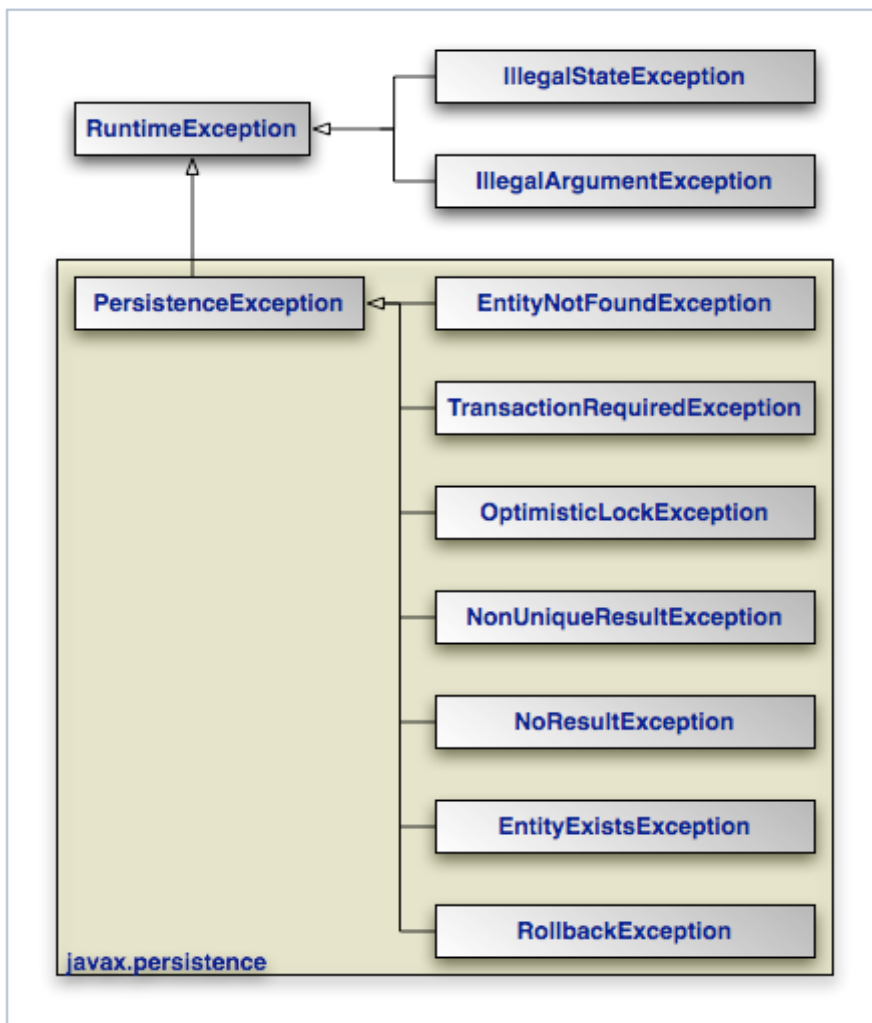 IllegalStateException
RuntimeException
IllegalArgumentException
PersistenceException
EntityNotFoundException
TransactionRequiredException
OptimisticLockException
NonUniqueResultException
NoResultException
EntityExistsException
RollbackException
javax.persistence